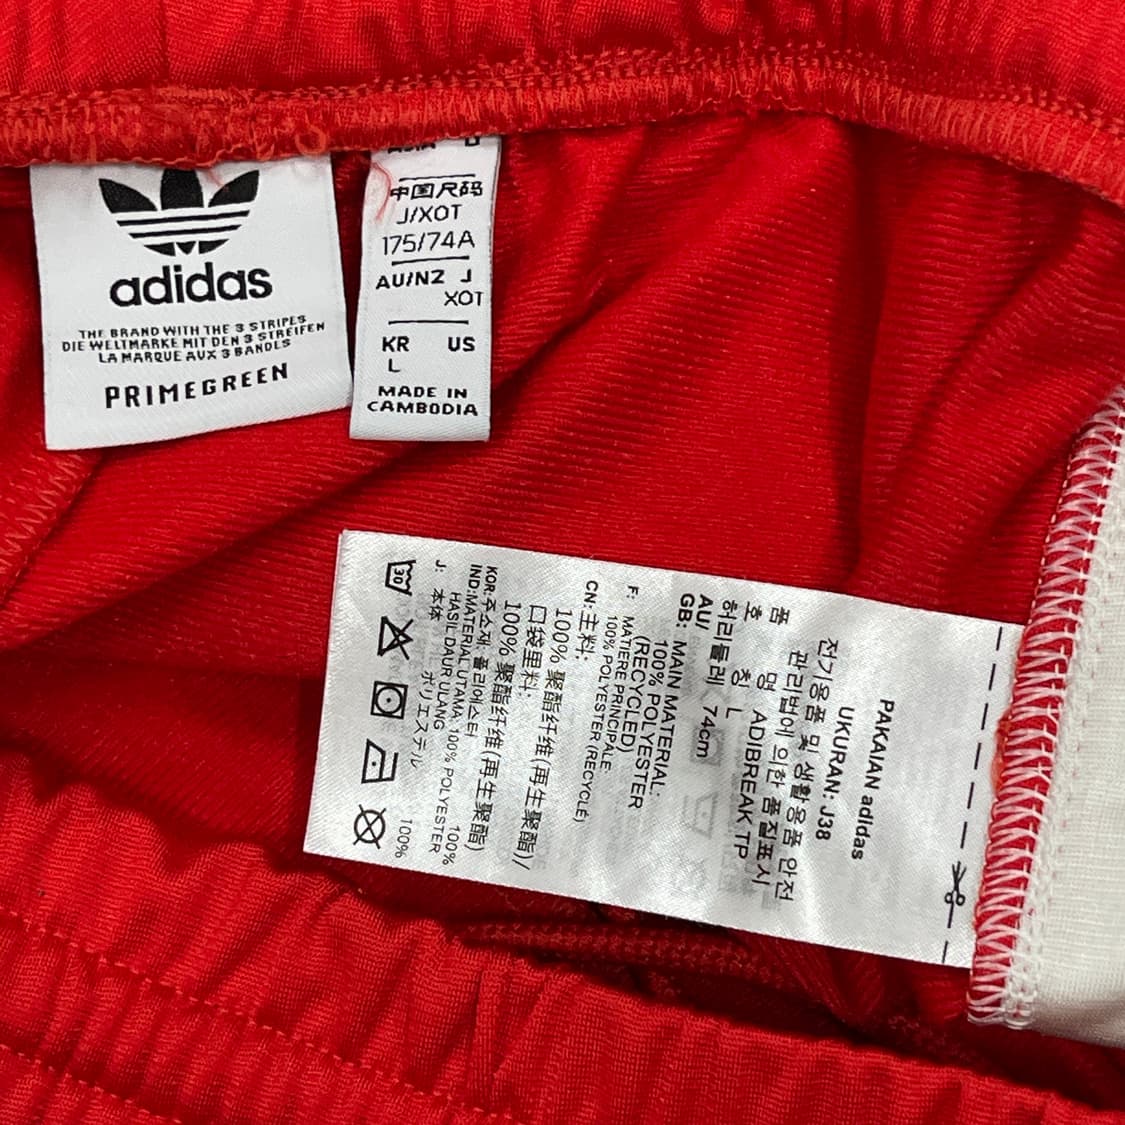 adidas
THE BRAND WITH THE 3 STRIPES
DIE WELTMARKE MIT DEN 3 STREIFEN
LA MARQUE AUX 3 BANDES
PRIMEGREEN
中国尺码
J/XOT
175/74A
AU/NZ J
XOT
KR US
L
MADE IN
CAMBODIA
PAKAIAN adidas
UKURAN: J38
전기용품 및 생활용품 안전
관리법에 의한 품질표시
품 명 ADIBREAK TP
호 칭 L
허리둘레 74cm
AU/
GB: MAIN MATERIAL:
100% POLYESTER
(RECYCLED)
F: MATIERE PRINCIPALE:
100% POLYESTER (RECYCLÉ)
CN: 主料:
100% 聚酯纤维(再生聚酯)/
口袋里料:
100% 聚酯纤维(再生聚酯)
KOR: 주소재: 폴리에스터 100%
IND: MATERIAL UTAMA 100% POLYESTER
HASIL DAUR ULANG
J: 本体 ポリエステル 100%
30